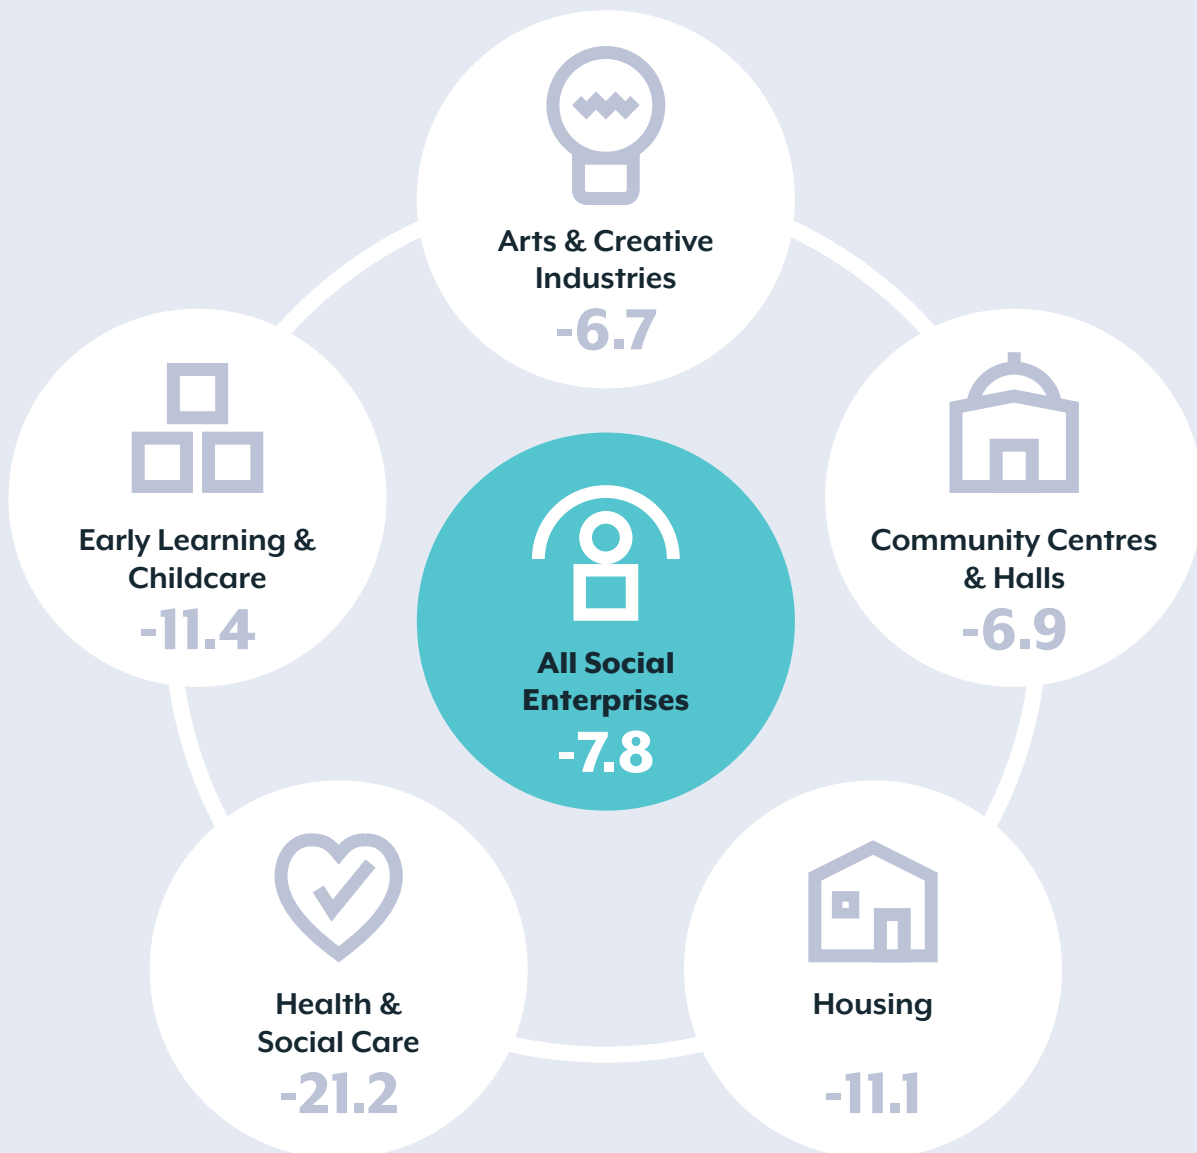 Arts & Creative
Industries
-6.7
Early Learning &
Childcare
-11.4
Community Centres
& Halls
-6.9
All Social
Enterprises
-7.8
Health &
Social Care
-21.2
Housing
-11.1